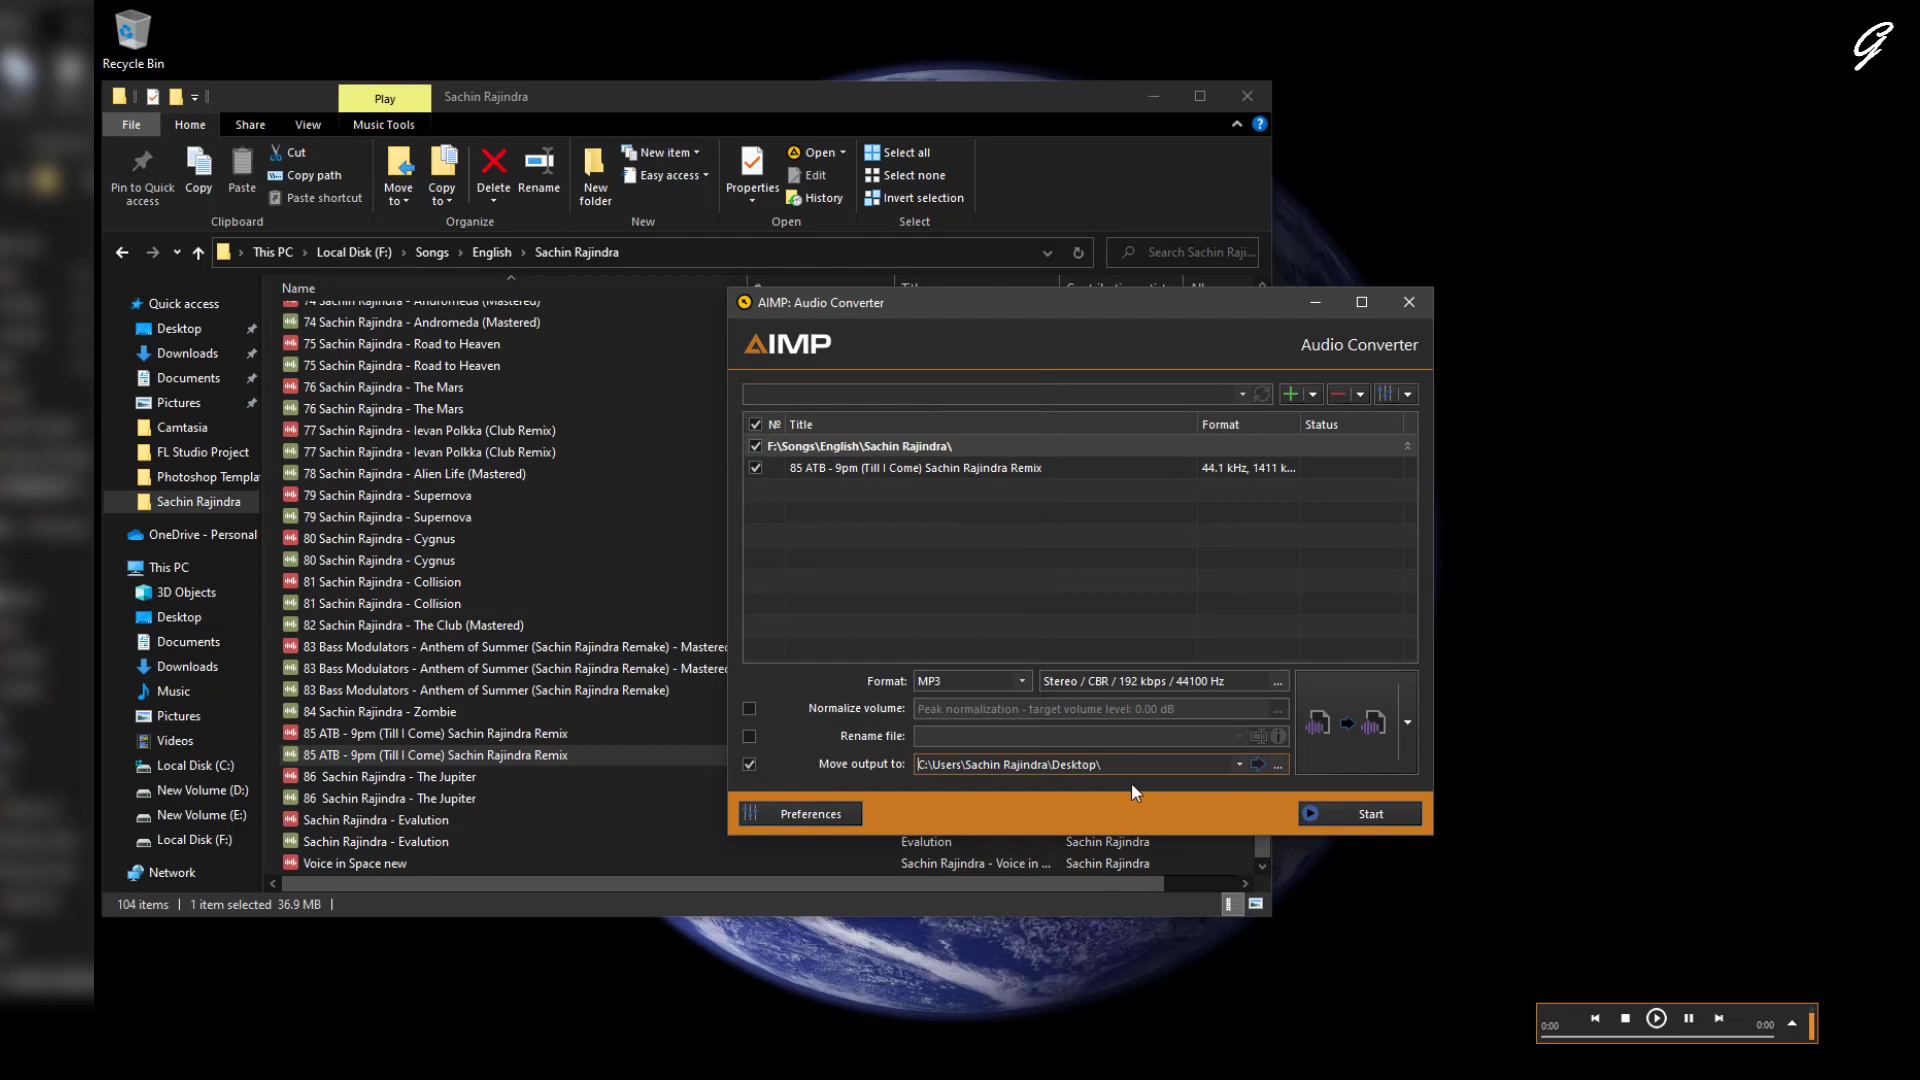 Recycle Bin
Play
Sachin Rajindra
File
Home
Share
View
Music Tools
Pin to Quick access
Copy
Paste
Cut
Copy path
Paste shortcut
Clipboard
Move to
Copy to
Delete
Rename
Organize
New folder
New item
Easy access
New
Properties
Open
Edit
History
Open
Select all
Select none
Invert selection
Select
This PC > Local Disk (F:) > Songs > English > Sachin Rajindra
Search Sachin Raji...
Name
Quick access
Desktop
Downloads
Documents
Pictures
Camtasia
FL Studio Project
Photoshop Templa
Sachin Rajindra
OneDrive - Personal
This PC
3D Objects
Desktop
Documents
Downloads
Music
Pictures
Videos
Local Disk (C:)
New Volume (D:)
New Volume (E:)
Local Disk (F:)
Network
74 Sachin Rajindra - Andromeda (Mastered)
74 Sachin Rajindra - Andromeda (Mastered)
75 Sachin Rajindra - Road to Heaven
75 Sachin Rajindra - Road to Heaven
76 Sachin Rajindra - The Mars
76 Sachin Rajindra - The Mars
77 Sachin Rajindra - Ievan Polkka (Club Remix)
77 Sachin Rajindra - Ievan Polkka (Club Remix)
78 Sachin Rajindra - Alien Life (Mastered)
79 Sachin Rajindra - Supernova
79 Sachin Rajindra - Supernova
80 Sachin Rajindra - Cygnus
80 Sachin Rajindra - Cygnus
81 Sachin Rajindra - Collision
81 Sachin Rajindra - Collision
82 Sachin Rajindra - The Club (Mastered)
83 Bass Modulators - Anthem of Summer (Sachin Rajindra Remake) - Mastered
83 Bass Modulators - Anthem of Summer (Sachin Rajindra Remake) - Mastered
83 Bass Modulators - Anthem of Summer (Sachin Rajindra Remake)
84 Sachin Rajindra - Zombie
85 ATB - 9pm (Till I Come) Sachin Rajindra Remix
85 ATB - 9pm (Till I Come) Sachin Rajindra Remix
86 Sachin Rajindra - The Jupiter
86 Sachin Rajindra - The Jupiter
Sachin Rajindra - Evalution
Sachin Rajindra - Evalution Evalution Sachin Rajindra
Voice in Space new Sachin Rajindra - Voice in ... Sachin Rajindra
104 items
1 item selected 36.9 MB
AIMP: Audio Converter
AIMP
Audio Converter
№ Title Format Status
F:\Songs\English\Sachin Rajindra\
85 ATB - 9pm (Till I Come) Sachin Rajindra Remix 44.1 kHz, 1411 k...
Format: MP3 Stereo / CBR / 192 kbps / 44100 Hz ...
Normalize volume: Peak normalization - target volume level: 0.00 dB ...
Rename file:
Move output to: C:\Users\Sachin Rajindra\Desktop\ ...
Preferences
Start
0:00
0:00